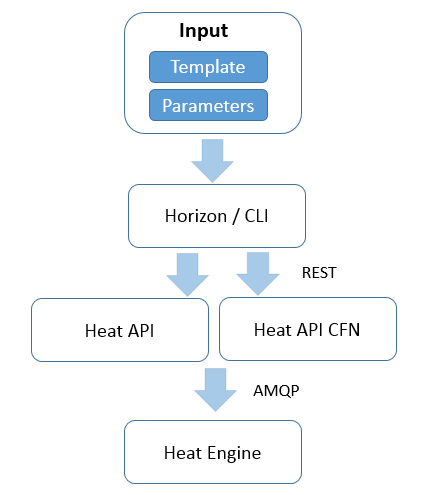 Input
Template
Parameters
Horizon / CLI
REST
Heat API
Heat API CFN
AMQP
Heat Engine